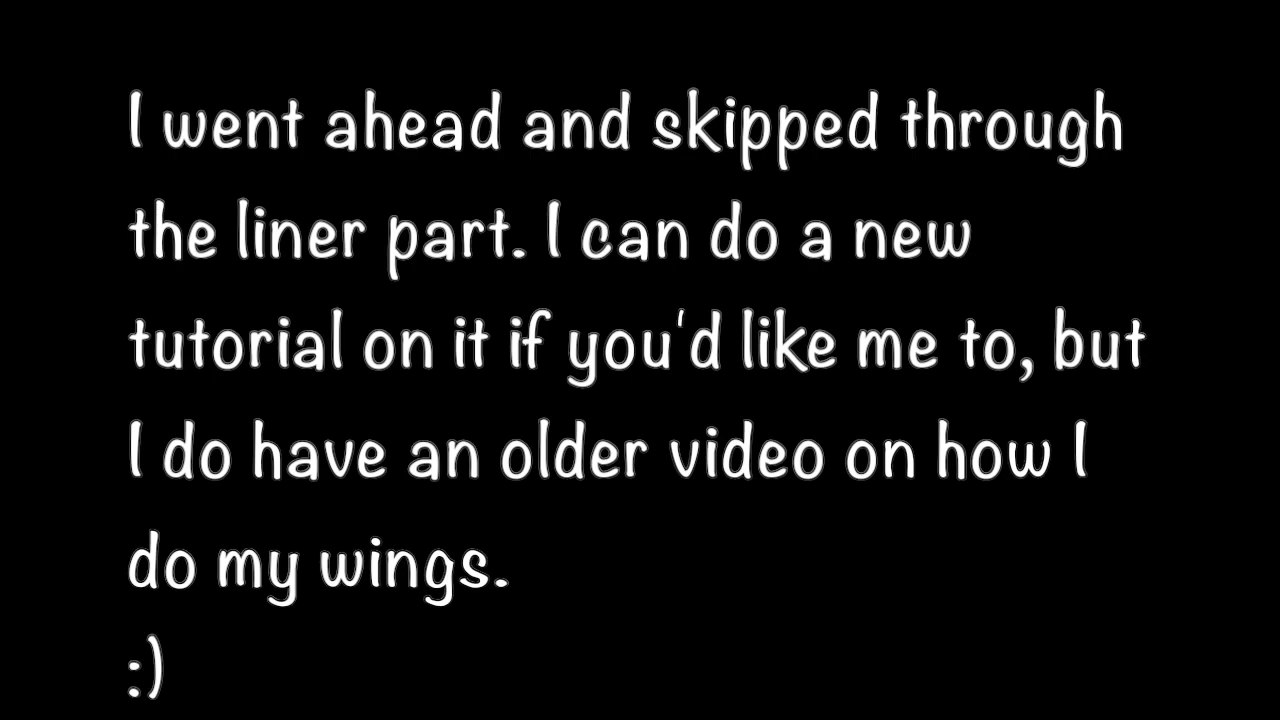 I went ahead and skipped through
the liner part. I can do a new
tutorial on it if you'd like me to, but
I do have an older video on how I
do my wings.
:)